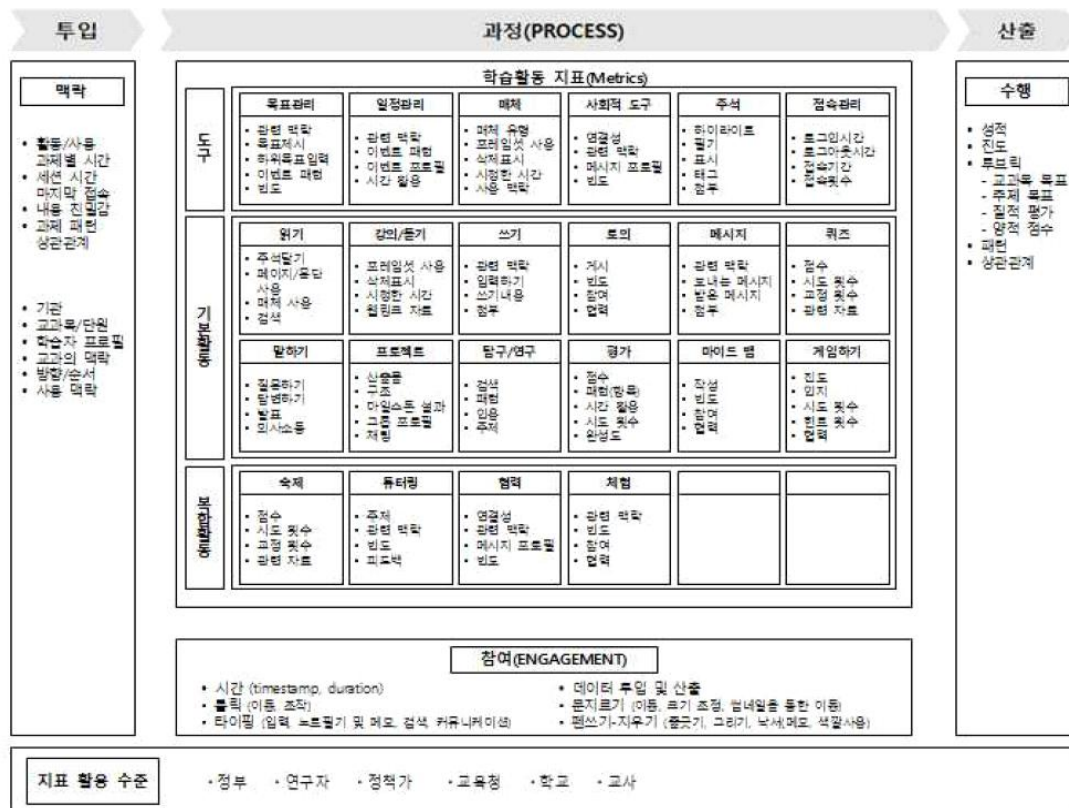 투입
과정(PROCESS)
산출
맥락
• 활동/사용
과제별 시간
• 세션 시간
마지막 접속
• 내용 친밀감
• 과제 패턴
상관관계
• 기관
• 교과목/단원
• 학습자 프로필
• 교과의 맥락
• 방향/순서
• 사용 맥락
학습활동 지표(Metrics)
도구
목표관리
• 관련 맥락
• 목표제시
• 하위목표입력
• 이벤트 패턴
• 빈도
일정관리
• 관련 맥락
• 이벤트 패턴
• 이벤트 프로필
• 시간 활용
매체
• 매체 유형
• 프레임셋 사용
• 삭제표시
• 시청한 시간
• 사용 맥락
사회적 도구
• 연결성
• 관련 맥락
• 메시지 프로필
• 빈도
주석
• 하이라이트
• 필기
• 표시
• 태그
• 첨부
접속관리
• 로그인시간
• 로그아웃시간
• 접속기간
• 접속횟수
기본활동
읽기
• 주석달기
• 페이지/문단
사용
• 매체 사용
• 검색
강의/듣기
• 프레임셋 사용
• 삭제표시
• 시청한 시간
• 웹링크 자료
쓰기
• 관련 맥락
• 입력하기
• 쓰기내용
• 첨부
토의
• 게시
• 빈도
• 참여
• 협력
메시지
• 관련 맥락
• 보내는 메시지
• 받은 메시지
• 첨부
퀴즈
• 점수
• 시도 횟수
• 교정 횟수
• 관련 자료
말하기
• 질문하기
• 답변하기
• 발표
• 의사소통
프로젝트
• 산출물
구조
• 마일스톤 성과
• 그룹 프로필
• 채팅
탐구/연구
• 검색
• 패턴
• 인용
• 주제
평가
• 점수
• 패턴(항목)
• 시간 활용
• 시도 횟수
• 완성도
마이드 맵
• 작성
• 빈도
• 참여
• 협력
게임하기
• 진도
• 인지
• 시도 횟수
• 힌트 횟수
• 협력
복합활동
숙제
• 점수
• 시도 횟수
• 교정 횟수
• 관련 자료
튜터링
• 주제
• 관련 맥락
• 빈도
• 피드백
협력
• 연결성
• 관련 맥락
• 메시지 프로필
• 빈도
체험
• 관련 맥락
• 빈도
• 참여
• 협력
참여(ENGAGEMENT)
• 시간 (timestamp, duration)
• 클릭 (이동, 조작)
• 타이핑 (입력, 노트필기 및 메모, 검색, 커뮤니케이션)
• 데이터 투입 및 산출
• 문지르기 (이동, 크기 조정, 썸네일을 통한 이동)
• 펜쓰기-지우기 (줄긋기, 그리기, 낙서(메모, 색깔사용)
수행
• 성적
• 진도
• 루브릭
- 교과목 목표
- 주제 목표
- 질적 평가
- 양적 점수
• 패턴
• 상관관계
지표 활용 수준
• 정부 • 연구자 • 정책가 • 교육청 • 학교 • 교사